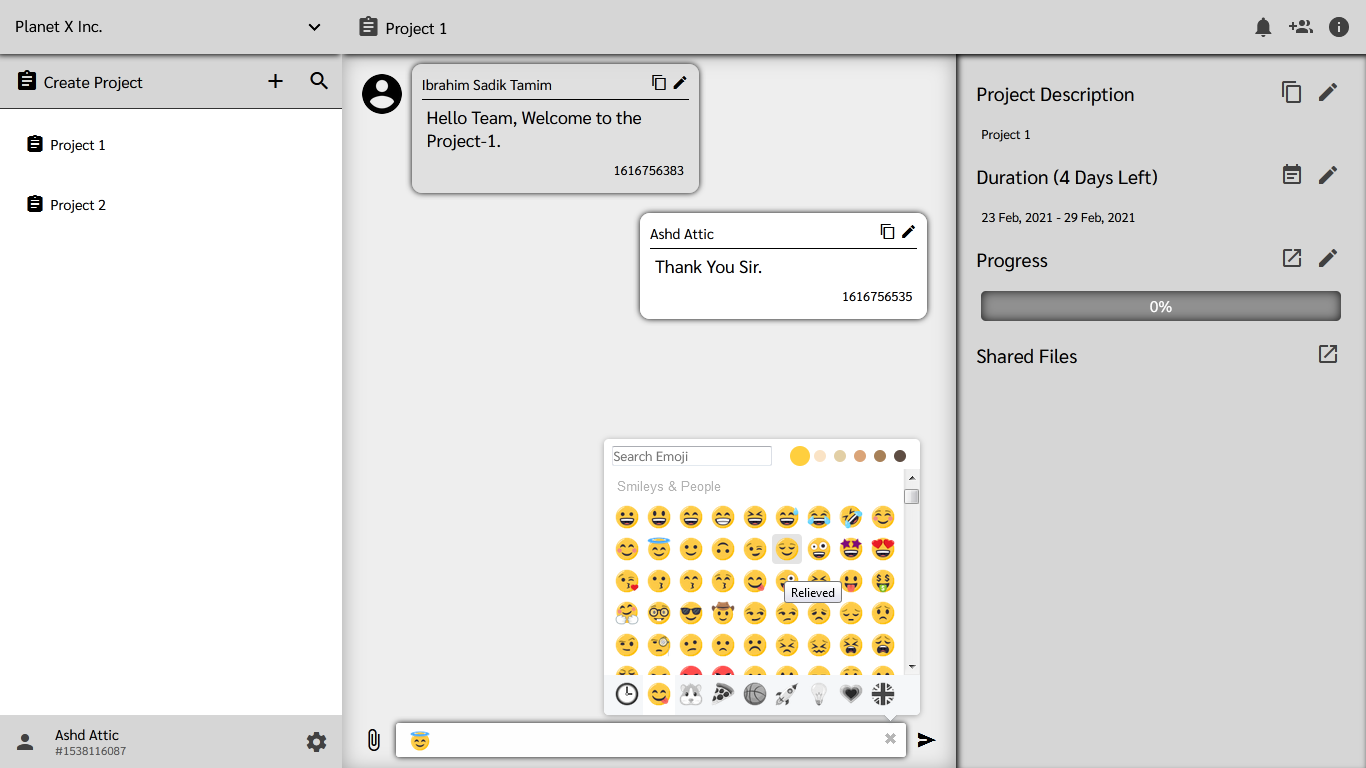 Planet X Inc.
Project 1
Create Project
Project 1
Project 2
Ashd Attic
#1538116087
Ibrahim Sadik Tamim
Hello Team, Welcome to the
Project-1.
1616756383
Ashd Attic
Thank You Sir.
1616756535
Search Emoji
Smileys & People
Relieved
Project Description
Project 1
Duration (4 Days Left)
23 Feb, 2021 - 29 Feb, 2021
Progress
0%
Shared Files